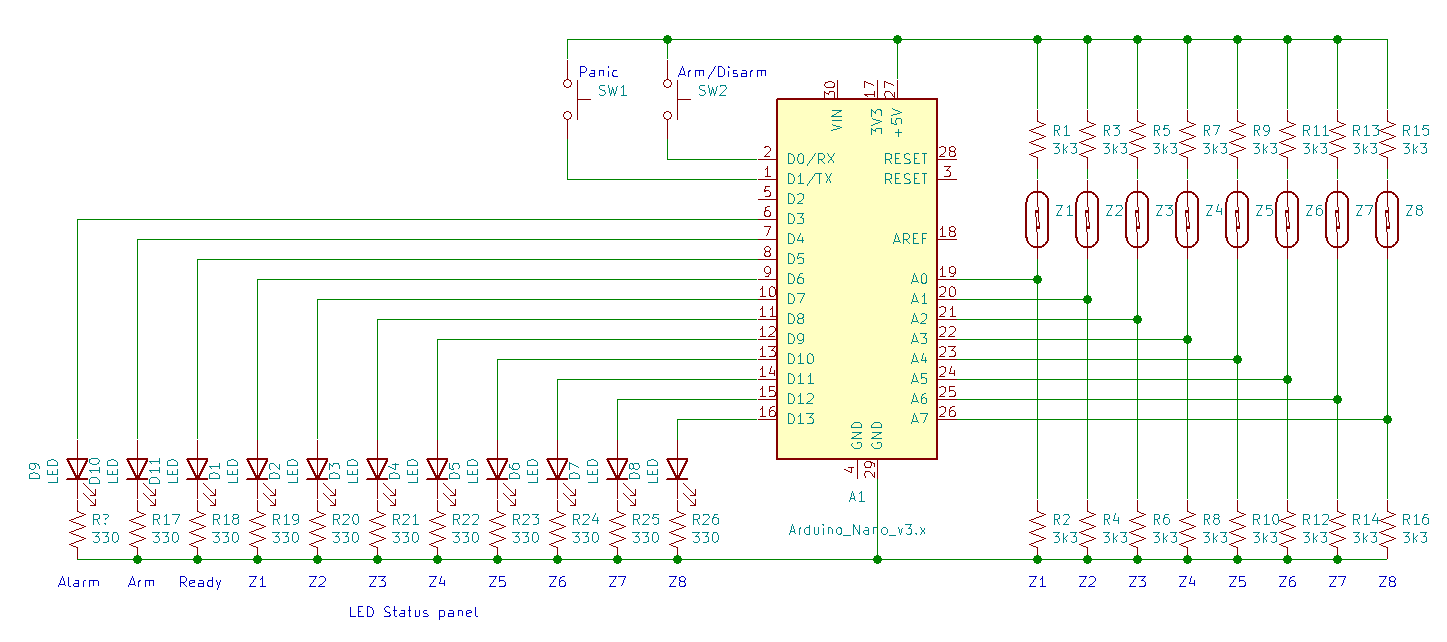 Panic
SW1
Arm/Disarm
SW2
30 17 27
VIN 3V3 +5V
2 D0/RX RESET 28
1 D1/TX RESET 3
5 D2
6 D3
7 D4 AREF 18
8 D5
9 D6 A0 19
10 D7 A1 20
11 D8 A2 21
12 D9 A3 22
13 D10 A4 23
14 D11 A5 24
15 D12 A6 25
16 D13 A7 26
GND GND
4 29
A1
Arduino_Nano_v3.x
R1 R3 R5 R7 R9 R11 R13 R15
3k3 3k3 3k3 3k3 3k3 3k3 3k3 3k3
Z1 Z2 Z3 Z4 Z5 Z6 Z7 Z8
D9 D10 D11 D1 D2 D3 D4 D5 D6 D7 D8
LED LED LED LED LED LED LED LED LED LED LED
R? R17 R18 R19 R20 R21 R22 R23 R24 R25 R26
330 330 330 330 330 330 330 330 330 330 330
R2 R4 R6 R8 R10 R12 R14 R16
3k3 3k3 3k3 3k3 3k3 3k3 3k3 3k3
Alarm Arm Ready Z1 Z2 Z3 Z4 Z5 Z6 Z7 Z8
Z1 Z2 Z3 Z4 Z5 Z6 Z7 Z8
LED Status panel